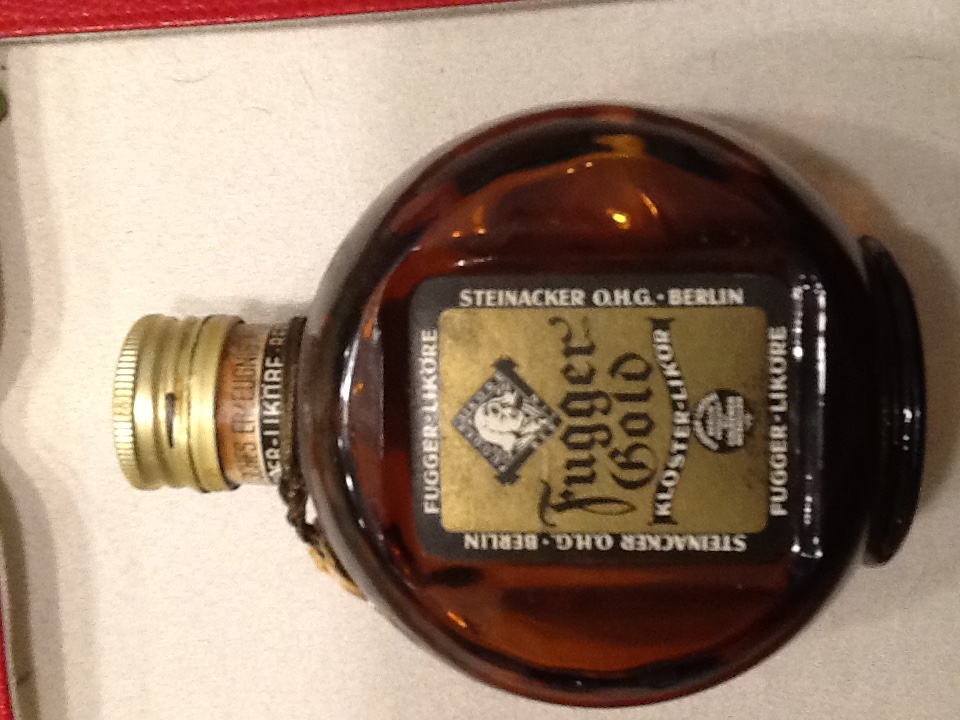 FUGGER-LIKÖRE
STEINACKER O.H.G. · BERLIN
Fugger-
Gold
KLOSTER-LIKÖR
STEINACKER O.H.G. · BERLIN
FUGGER-LIKÖRE